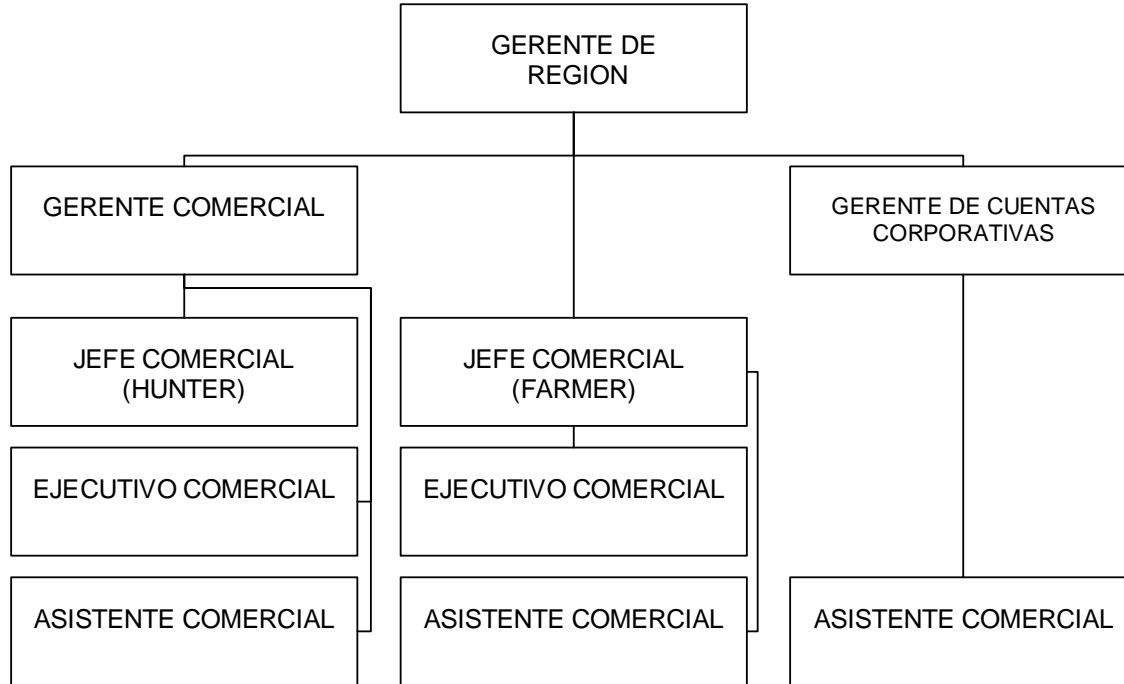 GERENTE DE
REGION
GERENTE COMERCIAL
GERENTE DE CUENTAS
CORPORATIVAS
JEFE COMERCIAL
(HUNTER)
JEFE COMERCIAL
(FARMER)
EJECUTIVO COMERCIAL
EJECUTIVO COMERCIAL
ASISTENTE COMERCIAL
ASISTENTE COMERCIAL
ASISTENTE COMERCIAL